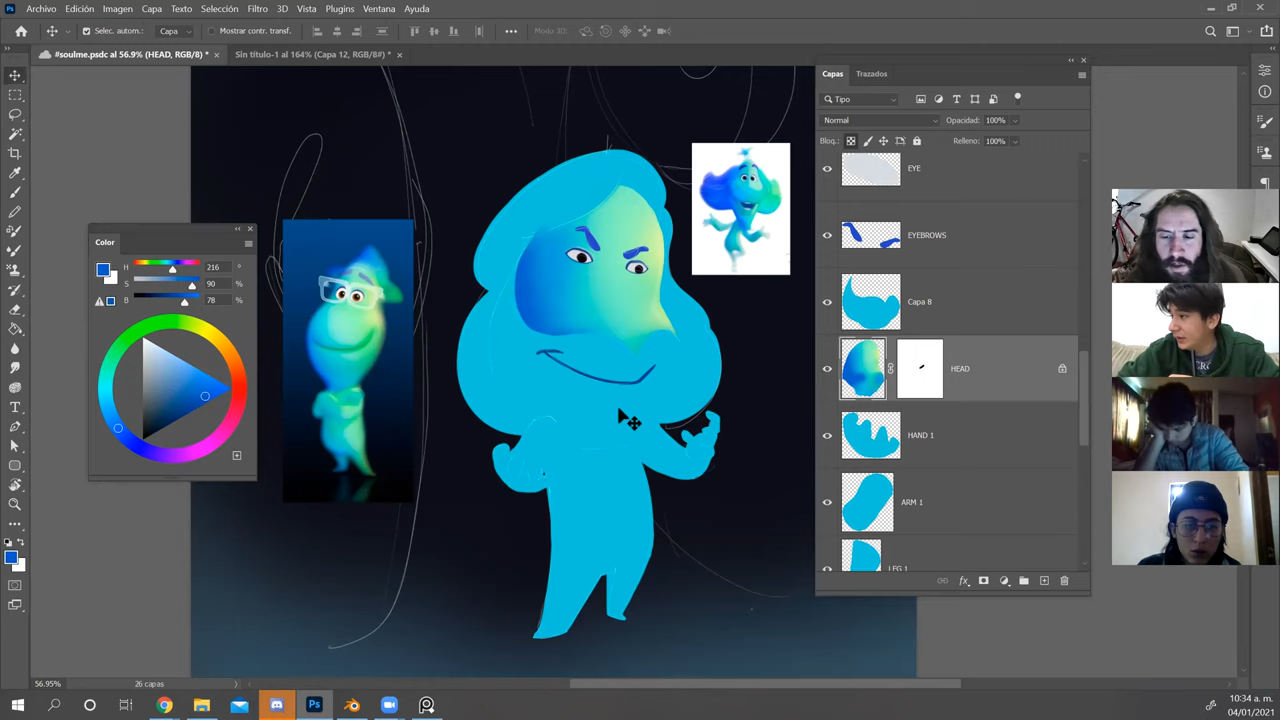 Archivo Edición Imagen Capa Texto Selección Filtro 3D Vista Plugins Ventana Ayuda
Selec. autom.: Capa Mostrar contr. transf. Modo 3D:
#soulme.psdc al 56.9% (HEAD, RGB/8) * Sin título-1 al 164% (Capa 12, RGB/8#) *
Capas Trazados
Tipo
Normal Opacidad: 100%
Bloq.: Relleno: 100%
EYE
EYEBROWS
Capa 8
HEAD
HAND 1
ARM 1
LEG 1
fx
Color
H 216 °
S 90 %
B 78 %
56.95% 26 capas
Ps
10:34 a. m.
04/01/2021